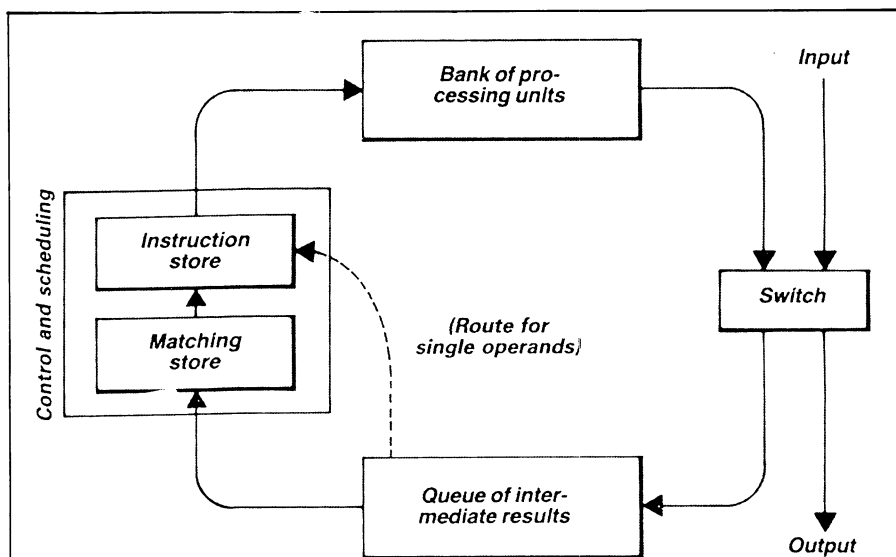 Bank of pro-
cessing units
Input
Control and scheduling
Instruction
store
Matching
store
(Route for
single operands)
Switch
Queue of inter-
mediate results
Output